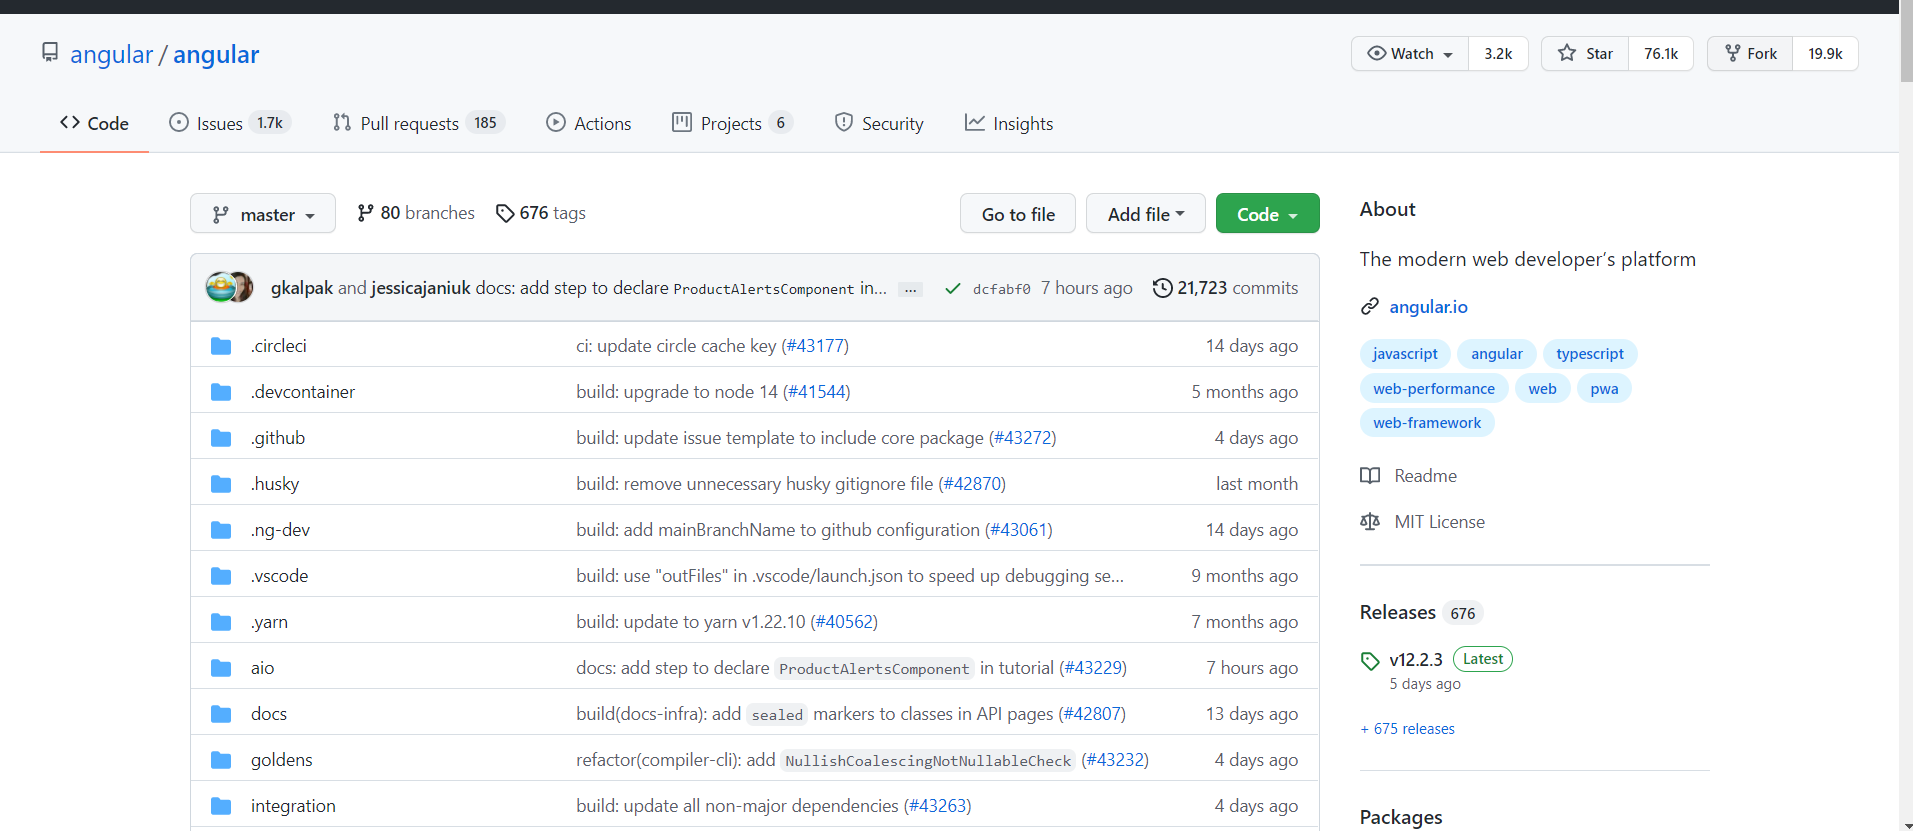 angular / angular
Watch 3.2k Star 76.1k Fork 19.9k
Code Issues 1.7k Pull requests 185 Actions Projects 6 Security Insights
master 80 branches 676 tags Go to file Add file Code
gkalpak and jessicajaniuk docs: add step to declare ProductAlertsComponent in... ... dcfabf0 7 hours ago 21,723 commits
.circleci ci: update circle cache key (#43177) 14 days ago
.devcontainer build: upgrade to node 14 (#41544) 5 months ago
.github build: update issue template to include core package (#43272) 4 days ago
.husky build: remove unnecessary husky gitignore file (#42870) last month
.ng-dev build: add mainBranchName to github configuration (#43061) 14 days ago
.vscode build: use "outFiles" in .vscode/launch.json to speed up debugging se... 9 months ago
.yarn build: update to yarn v1.22.10 (#40562) 7 months ago
aio docs: add step to declare ProductAlertsComponent in tutorial (#43229) 7 hours ago
docs build(docs-infra): add sealed markers to classes in API pages (#42807) 13 days ago
goldens refactor(compiler-cli): add NullishCoalescingNotNullableCheck (#43232) 4 days ago
integration build: update all non-major dependencies (#43263) 4 days ago
About
The modern web developer's platform
angular.io
javascript angular typescript
web-performance web pwa
web-framework
Readme
MIT License
Releases 676
v12.2.3 Latest
5 days ago
+ 675 releases
Packages